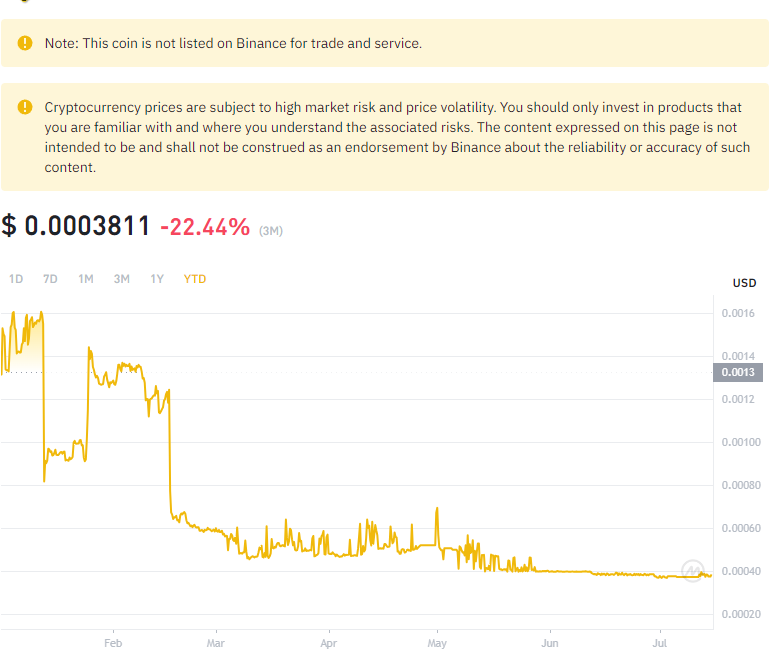 Note: This coin is not listed on Binance for trade and service.
Cryptocurrency prices are subject to high market risk and price volatility. You should only invest in products that
you are familiar with and where you understand the associated risks. The content expressed on this page is not
intended to be and shall not be construed as an endorsement by Binance about the reliability or accuracy of such
content.
$ 0.0003811 -22.44% (3M)
1D 7D 1M 3M 1Y YTD
USD
0.0016
0.0014
0.0013
0.0012
0.00100
0.00080
0.00060
0.00040
0.00020
Feb Mar Apr May Jun Jul